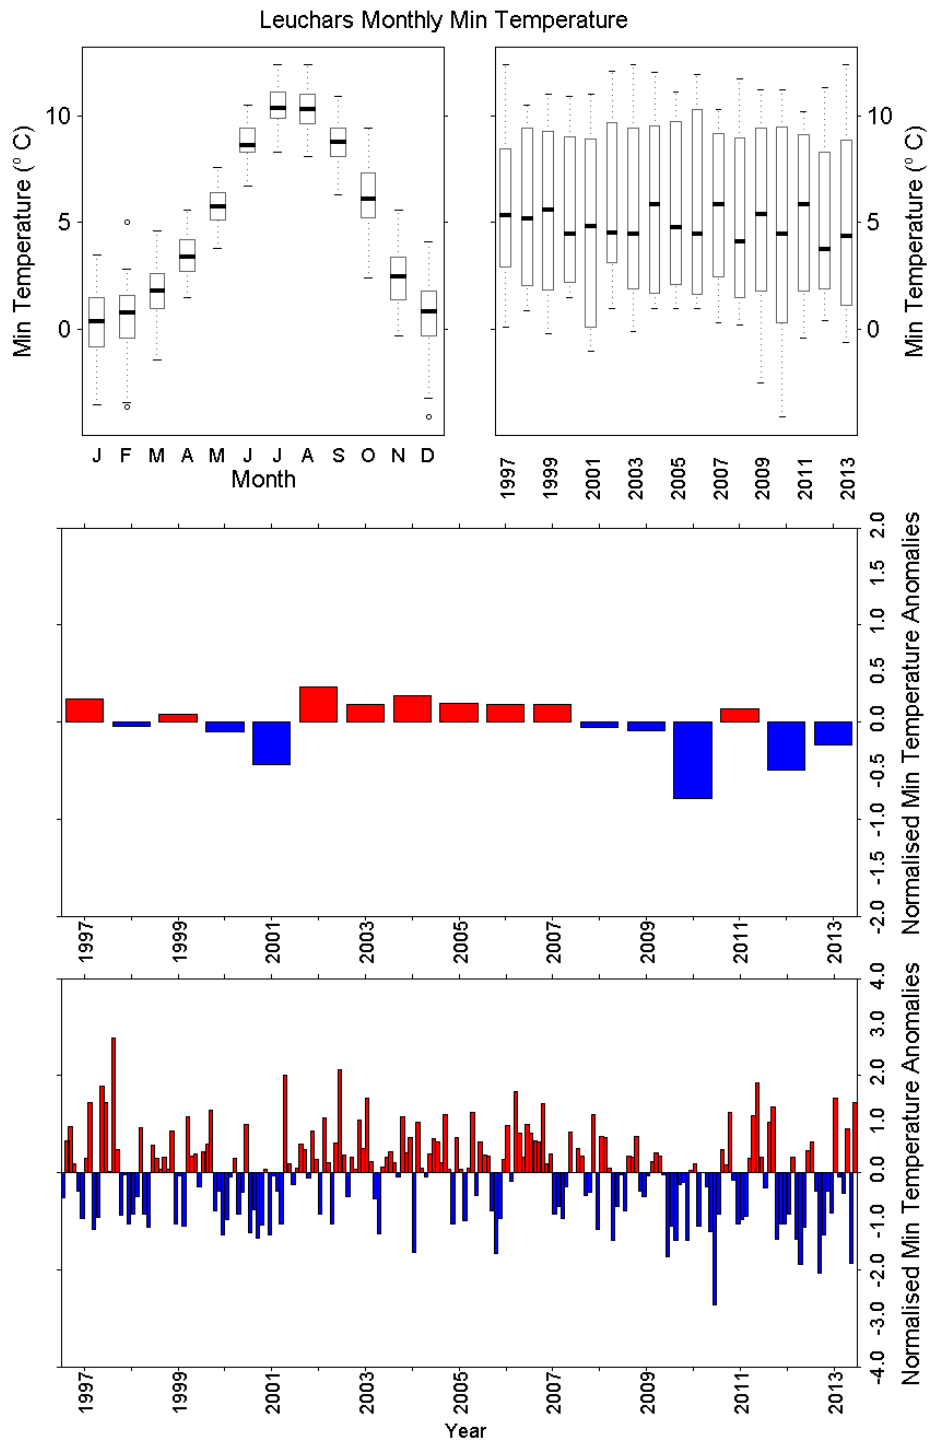 Leuchars Monthly Min Temperature
Min Temperature (° C)
10
5
0
J F M A M J J A S O N D
Month
10
5
0
Min Temperature (° C)
1997 1999 2001 2003 2005 2007 2009 2011 2013
2.0
1.5
1.0
0.5
0.0
-0.5
-1.0
-1.5
-2.0
Normalised Min Temperature Anomalies
1997 1999 2001 2003 2005 2007 2009 2011 2013
4.0
3.0
2.0
1.0
0.0
-1.0
-2.0
-3.0
-4.0
Normalised Min Temperature Anomalies
1997 1999 2001 2003 2005 2007 2009 2011 2013
Year